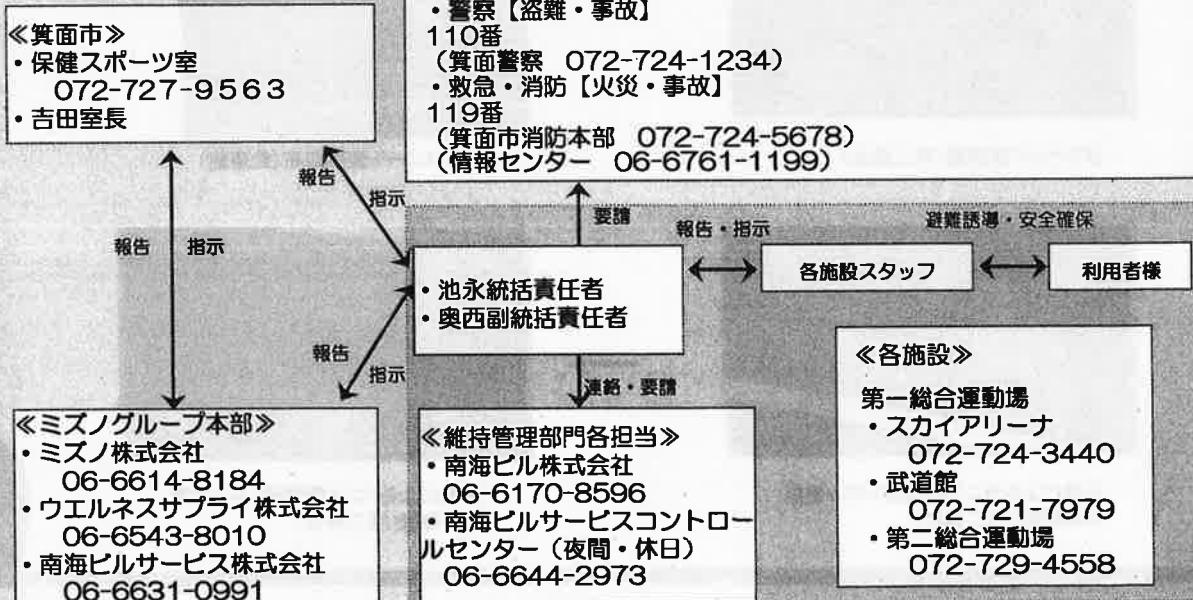 ≪箕面市≫
・保健スポーツ室
072-727-9563
・吉田室長
・警察【盗難・事故】
110番
（箕面警察　072-724-1234）
・救急・消防【火災・事故】
119番
（箕面市消防本部　072-724-5678）
（情報センター　06-6761-1199）
報告
指示
報告　指示
要請
報告・指示
避難誘導・安全確保
・池永統括責任者
・奥西副統括責任者
各施設スタッフ
利用者様
報告
指示
連絡・要請
≪ミズノグループ本部≫
・ミズノ株式会社
06-6614-8184
・ウエルネスサプライ株式会社
06-6543-8010
・南海ビルサービス株式会社
06-6631-0991
≪維持管理部門各担当≫
・南海ビル株式会社
06-6170-8596
・南海ビルサービスコントロー
ルセンター（夜間・休日）
06-6644-2973
≪各施設≫
第一総合運動場
・スカイアリーナ
072-724-3440
・武道館
072-721-7979
・第二総合運動場
072-729-4558